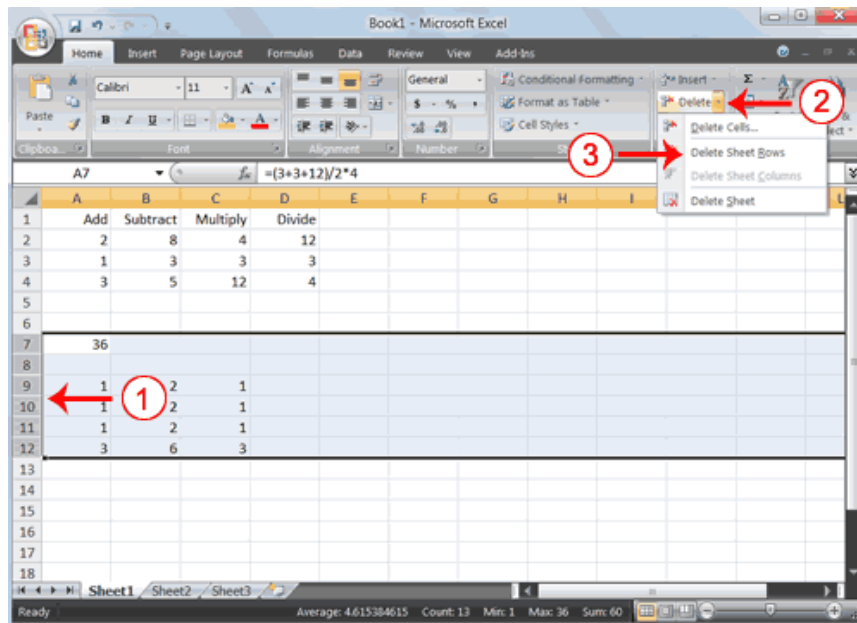 Book1 - Microsoft Excel
Home Insert Page Layout Formulas Data Review View Add-Ins
Calibri 11 A A General Conditional Formatting Insert Σ
Paste B I U A $ % , Format as Table Delete 2
Cell Styles Delete Cells...
Clipboa... Font Alignment Number 3 Delete Sheet Rows
Delete Sheet Columns
Delete Sheet
A7 fx =(3+3+12)/2*4
A B C D E F G H I L
1 Add Subtract Multiply Divide
2 2 8 4 12
3 1 3 3 3
4 3 5 12 4
5
6
7 36
8
9 1 2 1
1
10 1 2 1
11 1 2 1
12 3 6 3
13
14
15
16
17
18
Sheet1 Sheet2 Sheet3
Ready Average: 4.615384615 Count: 13 Min: 1 Max: 36 Sum: 60